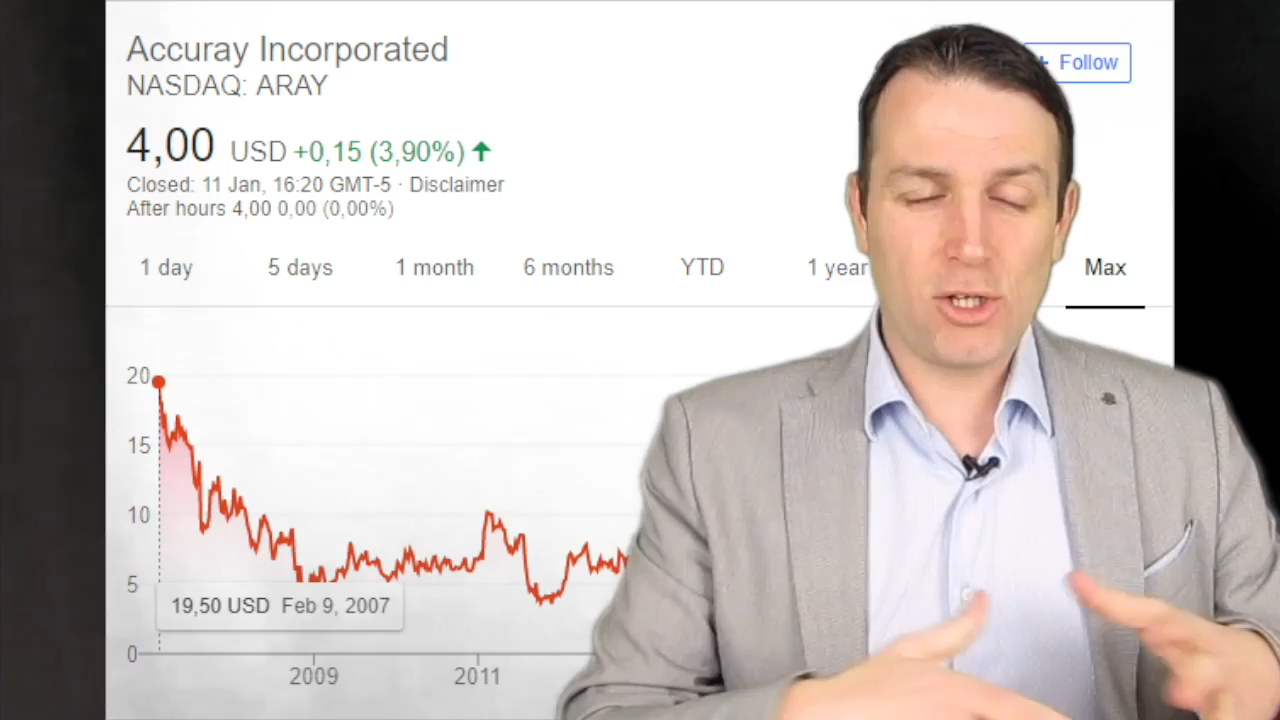 Accuray Incorporated
NASDAQ: ARAY
+ Follow
4,00 USD +0,15 (3,90%) ↑
Closed: 11 Jan, 16:20 GMT-5 · Disclaimer
After hours 4,00 0,00 (0,00%)
1 day 5 days 1 month 6 months YTD 1 year Max
20
15
10
5
19,50 USD Feb 9, 2007
0
2009 2011